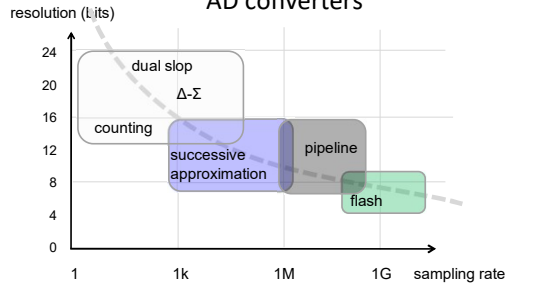 AD converters
resolution (bits)
24
20
16
12
8
4
0
dual slop
Δ-Σ
counting
successive
approximation
pipeline
flash
1
1k
1M
1G
sampling rate